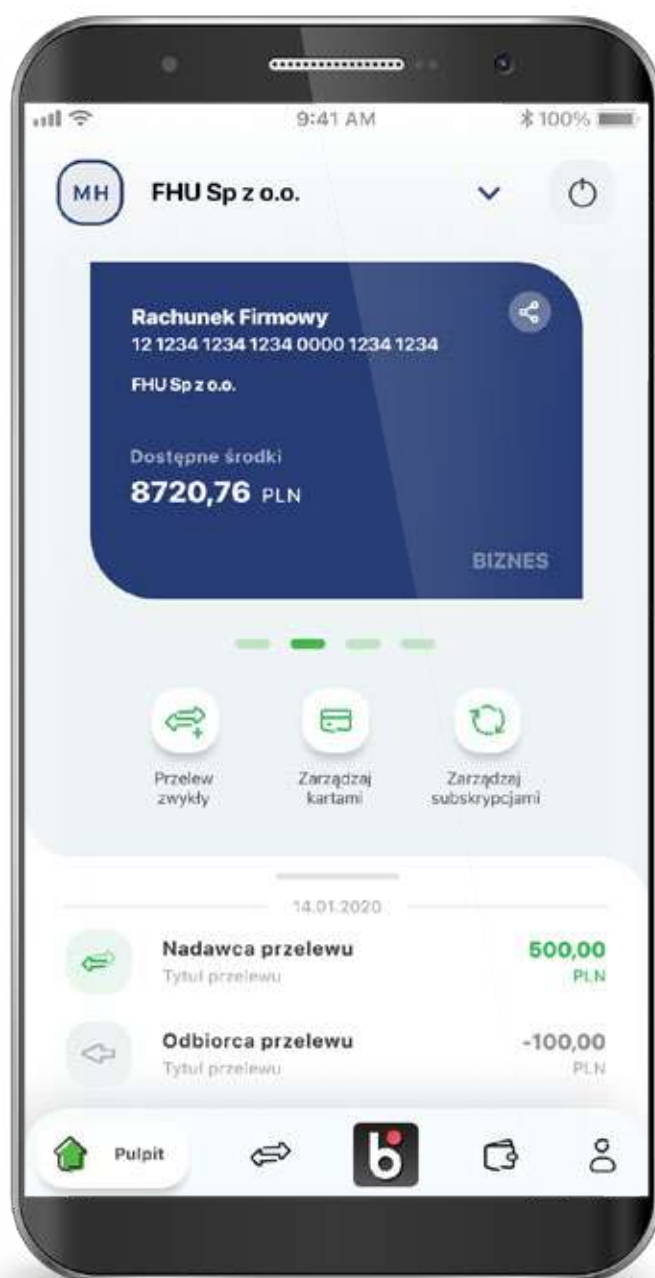 9:41 AM
100%
MH
FHU Sp z o.o.
Rachunek Firmowy
12 1234 1234 1234 0000 1234 1234
FHU Sp z o.o.
Dostępne środki
8720,76 PLN
BIZNES
Przelew
zwykły
Zarządzaj
kartami
Zarządzaj
subskrypcjami
14.01.2020
Nadawca przelewu
500,00
Tytuł przelewu
PLN
Odbiorca przelewu
-100,00
Tytuł przelewu
PLN
Pulpit
b